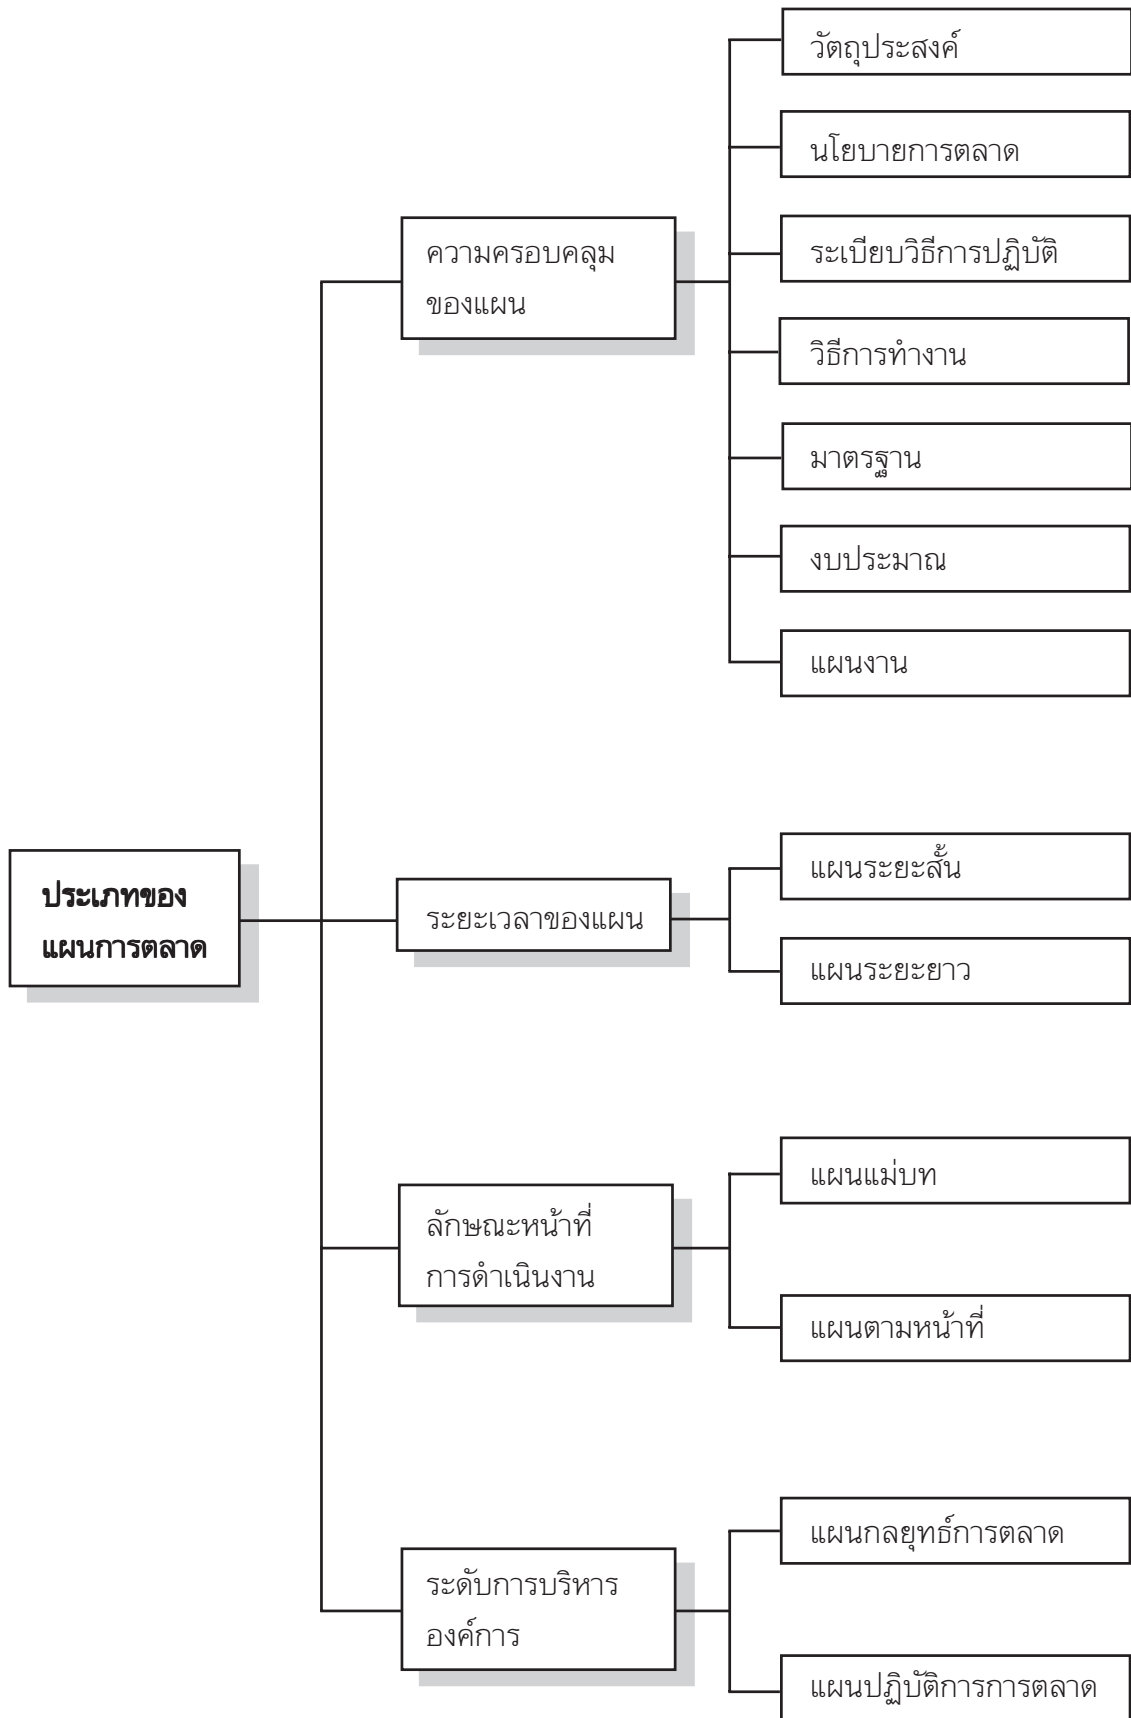 วัตถุประสงค์
นโยบายการตลาด
ความครอบคลุม
ของแผน
ระเบียบวิธีการปฏิบัติ
วิธีการทำงาน
มาตรฐาน
งบประมาณ
แผนงาน
ประเภทของ
แผนการตลาด
ระยะเวลาของแผน
แผนระยะสั้น
แผนระยะยาว
ลักษณะหน้าที่
การดำเนินงาน
แผนแม่บท
แผนตามหน้าที่
ระดับการบริหาร
องค์การ
แผนกลยุทธ์การตลาด
แผนปฏิบัติการการตลาด